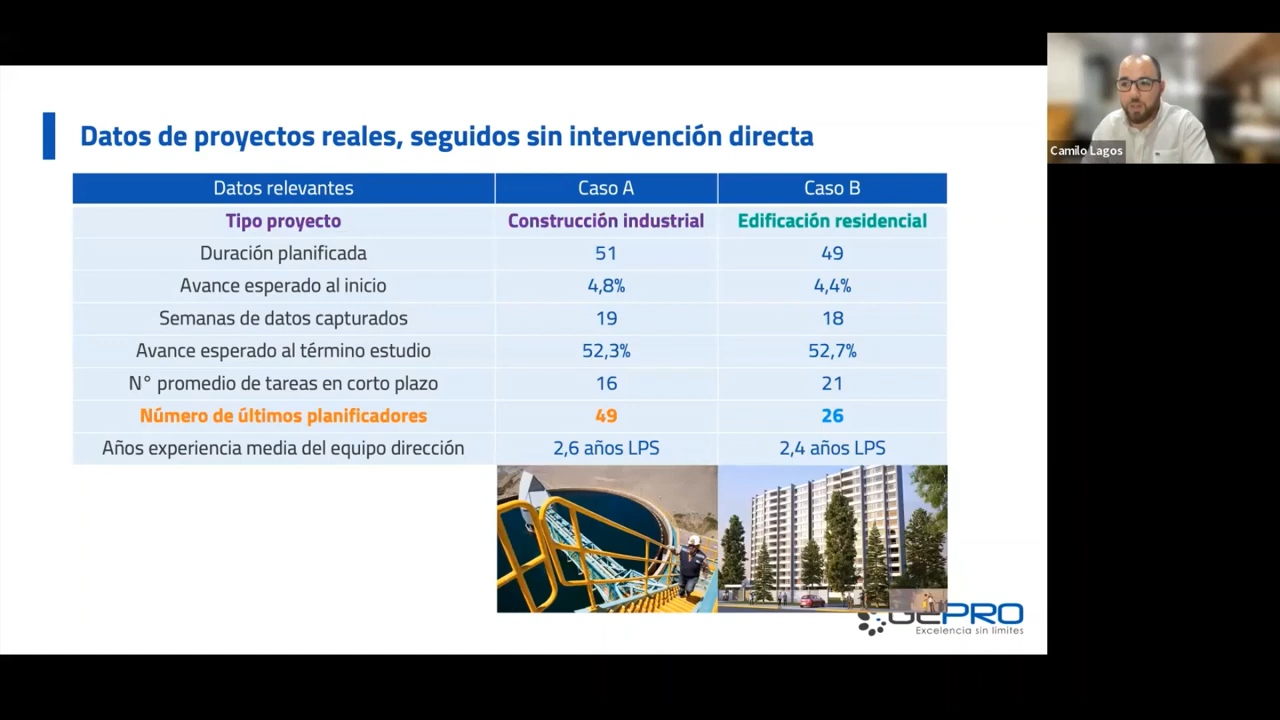 Datos de proyectos reales, seguidos sin intervención directa
Datos relevantes Caso A Caso B
Tipo proyecto Construcción industrial Edificación residencial
Duración planificada 51 49
Avance esperado al inicio 4,8% 4,4%
Semanas de datos capturados 19 18
Avance esperado al término estudio 52,3% 52,7%
N° promedio de tareas en corto plazo 16 21
Número de últimos planificadores 49 26
Años experiencia media del equipo dirección 2,6 años LPS 2,4 años LPS
GEPRO
Excelencia sin límites
Camilo Lagos